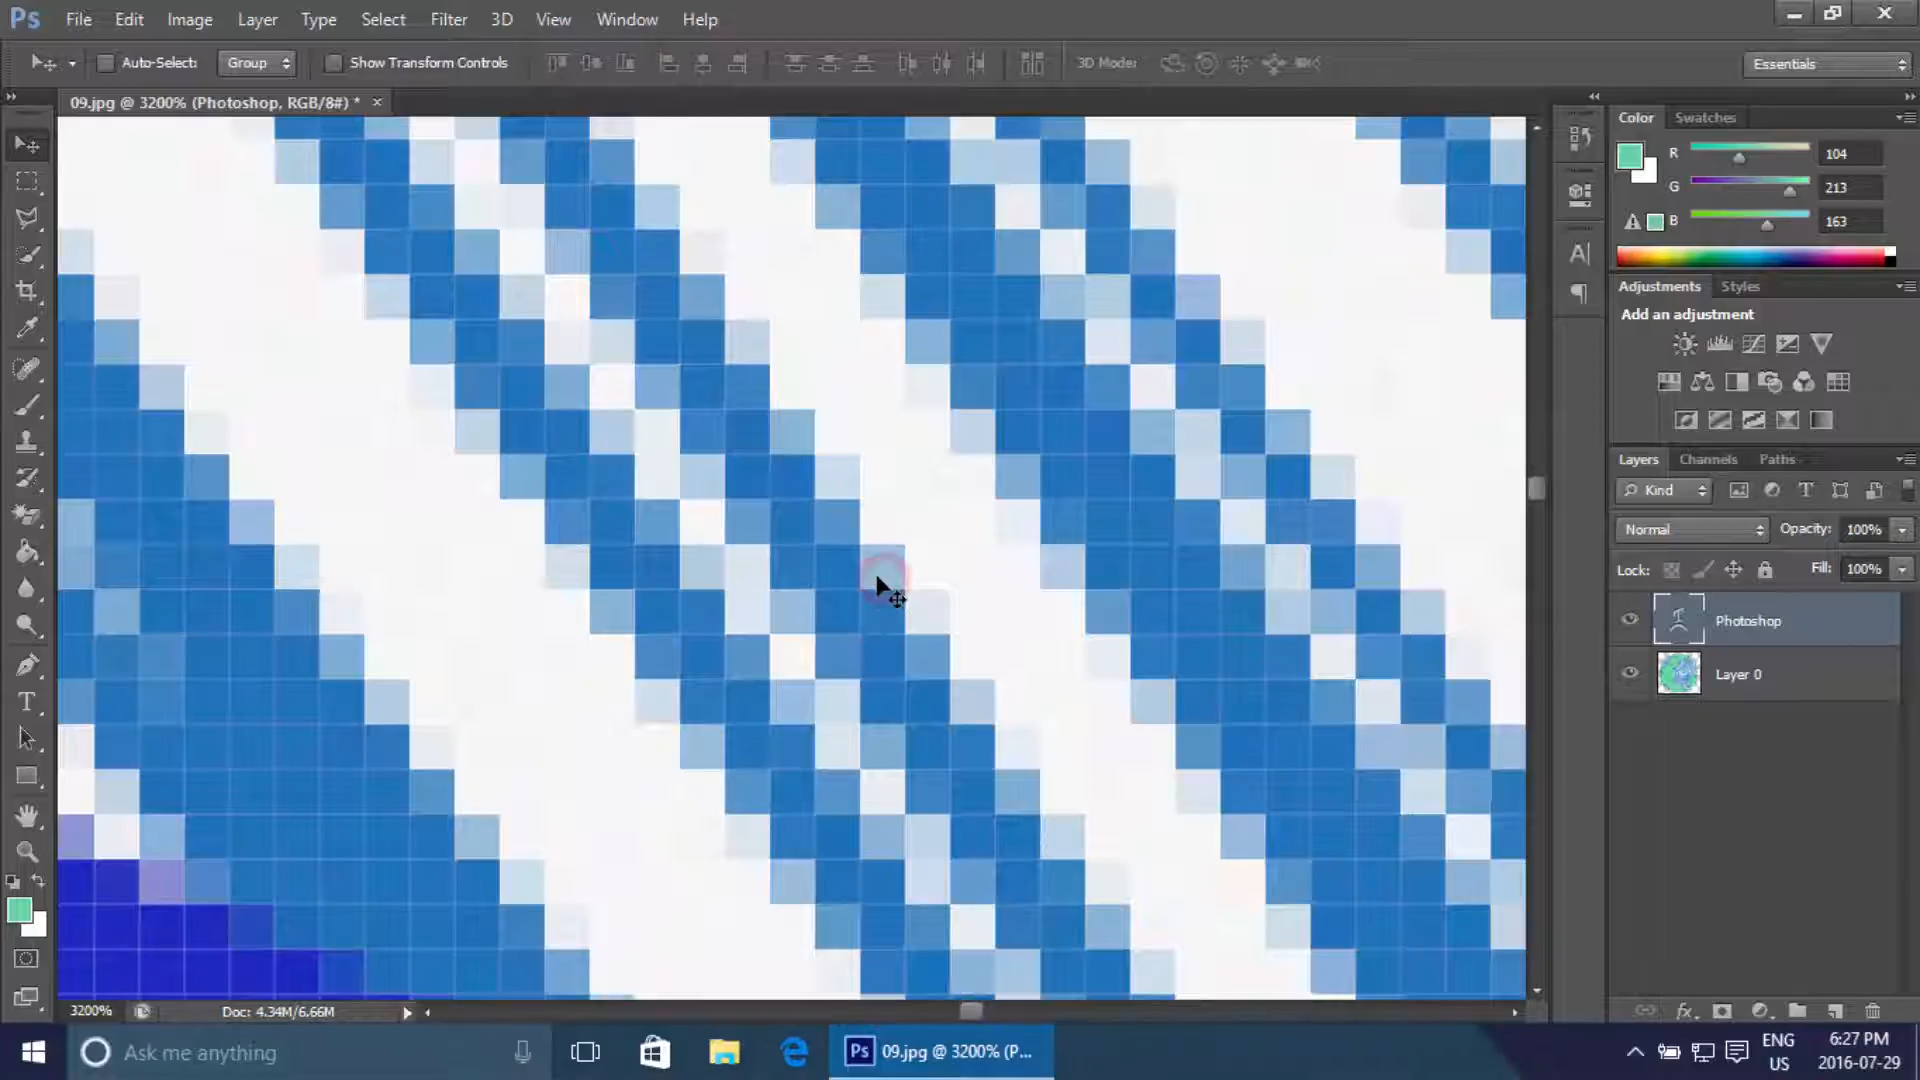 Ps File Edit Image Layer Type Select Filter 3D View Window Help
Auto-Select: Group Show Transform Controls 3D Mode: Essentials
09.jpg @ 3200% (Photoshop, RGB/8#) * ×
Color Swatches
R 104
G 213
B 163
Adjustments Styles
Add an adjustment
Layers Channels Paths
Kind
Normal Opacity: 100%
Lock: Fill: 100%
Photoshop
Layer 0
3200% Doc: 4.34M/6.66M
Ask me anything
Ps 09.jpg @ 3200% (P...
ENG
US
6:27 PM
2016-07-29